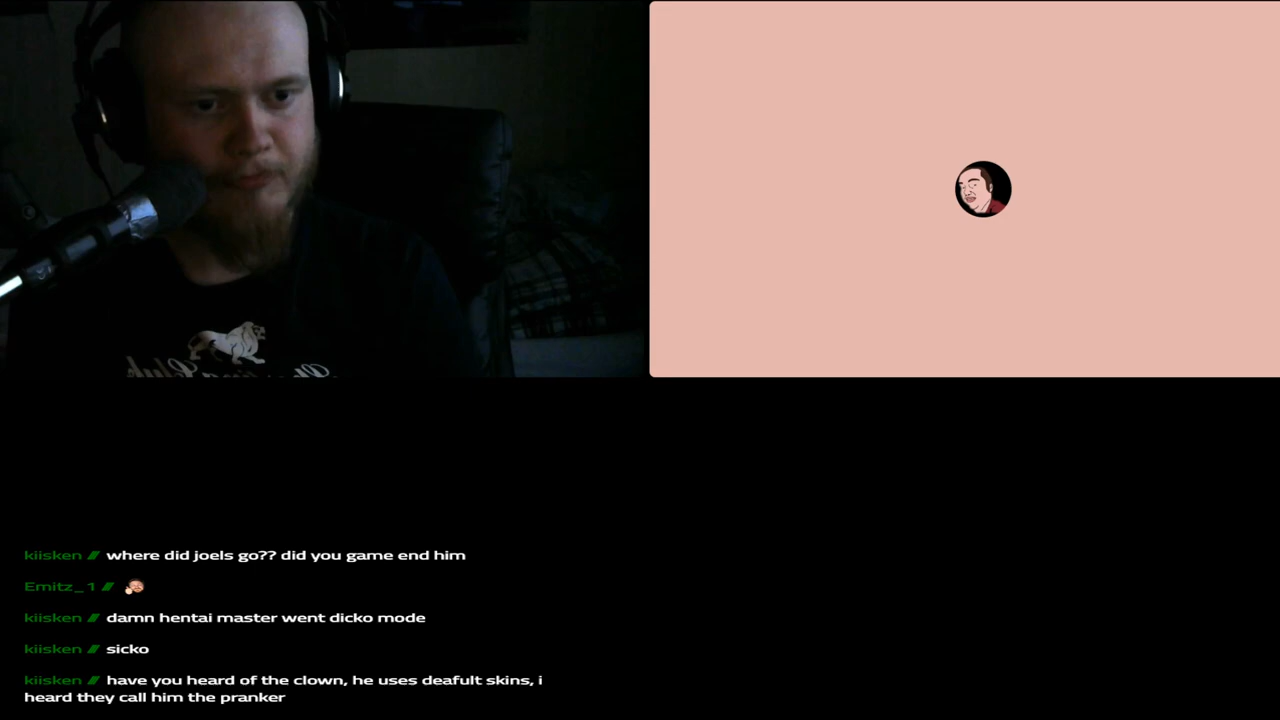 kiisken // where did joels go?? did you game end him
Emitz_1 //
kiisken // damn hentai master went dicko mode
kiisken // sicko
kiisken // have you heard of the clown, he uses deafult skins, i
heard they call him the pranker